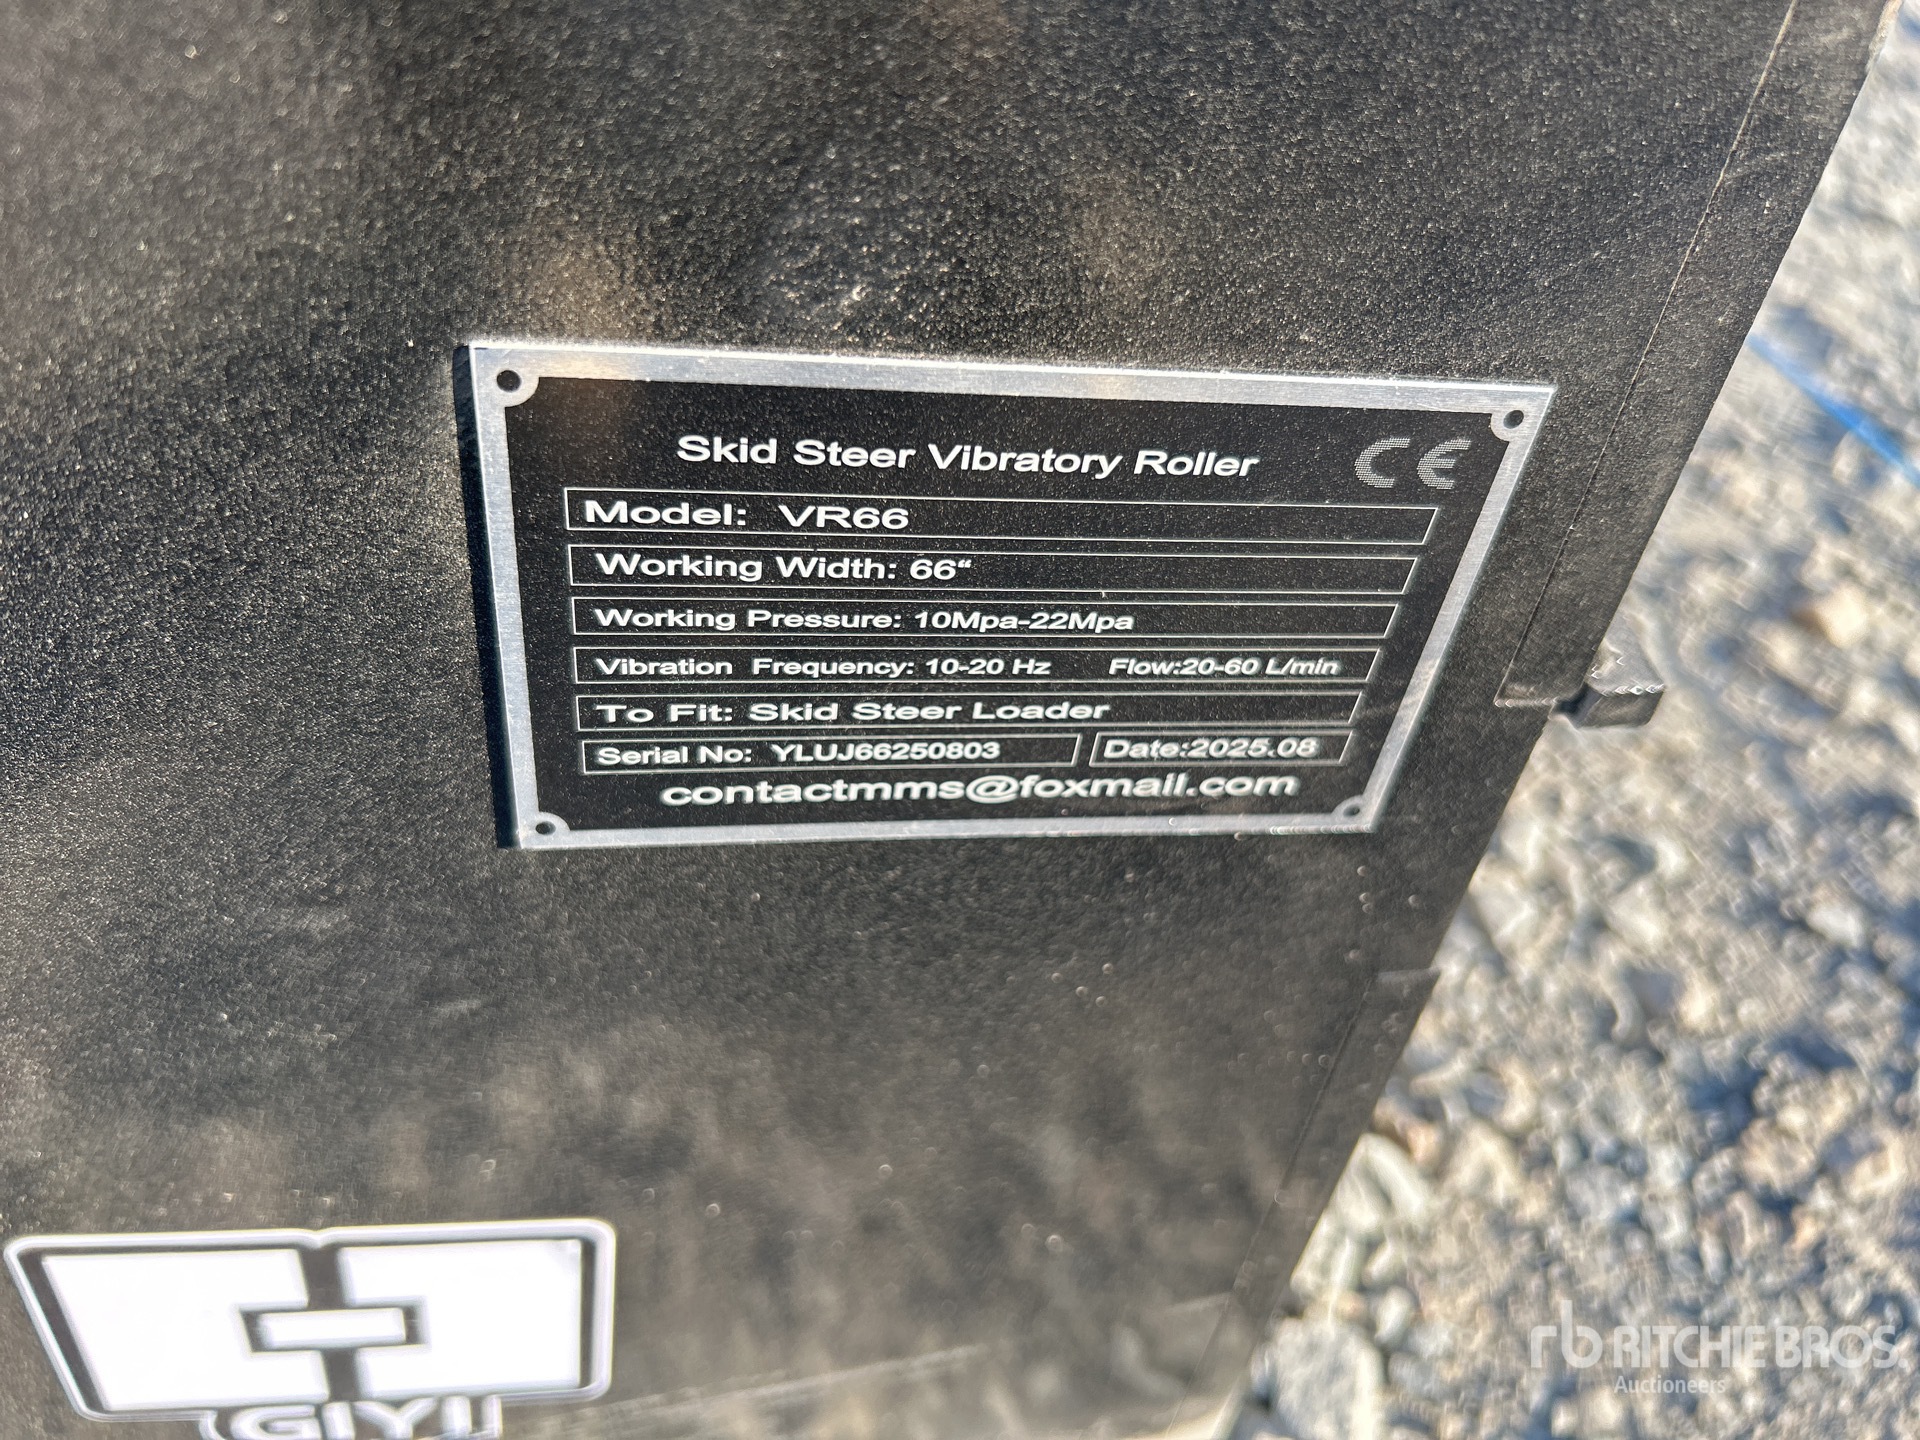 Skid Steer Vibratory Roller CE
Model: VR66
Working Width: 66“
Working Pressure: 10Mpa-22Mpa
Vibration Frequency: 10-20 Hz Flow:20-60 L/min
To Fit: Skid Steer Loader
Serial No: YLUJ66250803 Date:2025.08
contactmms@foxmail.com
GIYI
rb RITCHIE BROS.
Auctioneers